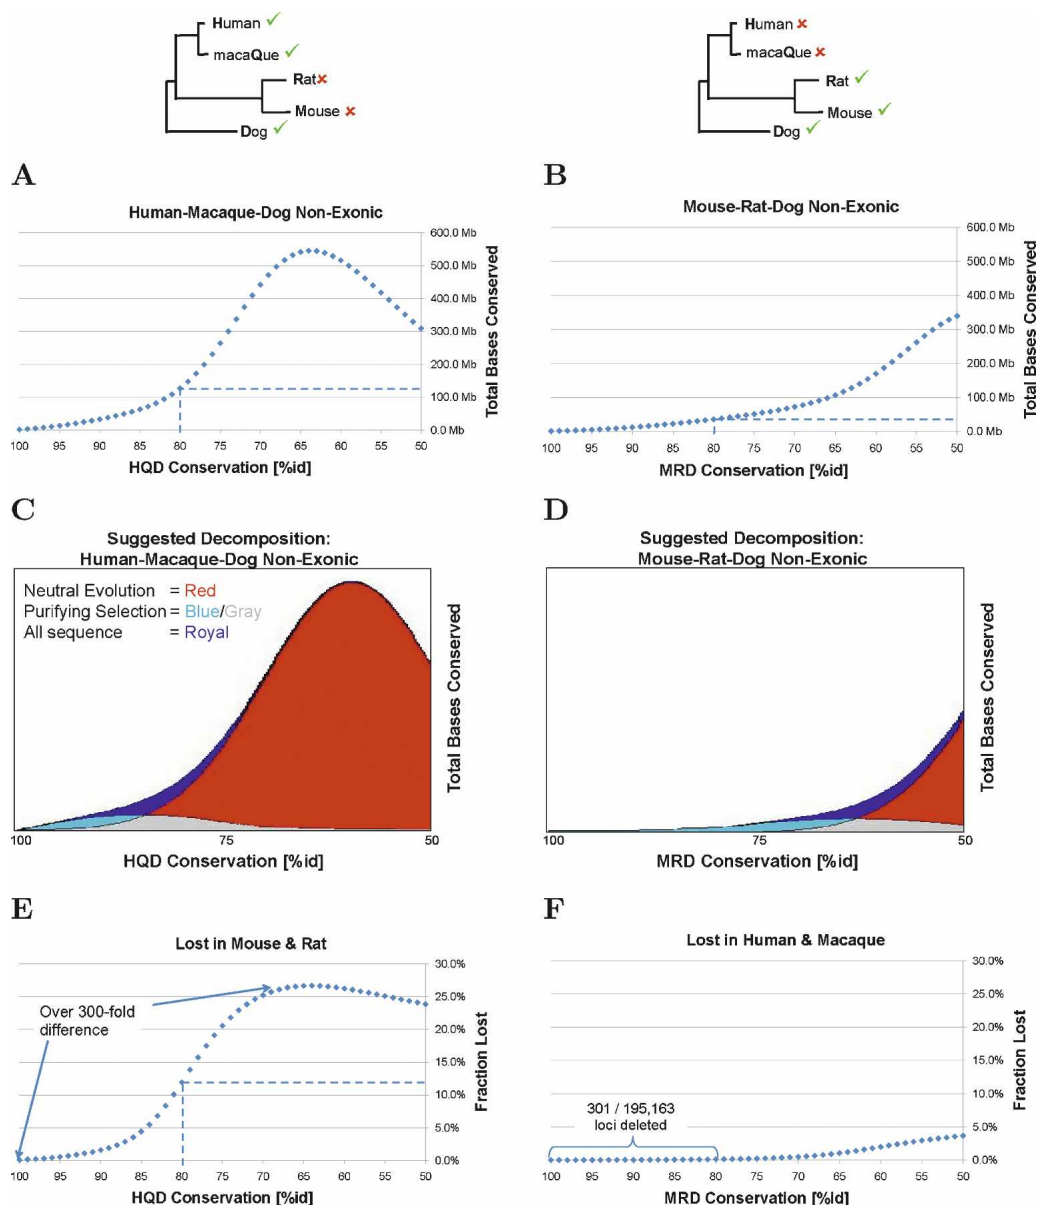 Human ✓
macaQue ✓
Rat ✗
Mouse ✗
Dog ✓
Human ✗
macaQue ✗
Rat ✓
Mouse ✓
Dog ✓
A
Human-Macaque-Dog Non-Exonic
600.0 Mb
500.0 Mb
400.0 Mb
300.0 Mb
200.0 Mb
100.0 Mb
0.0 Mb
Total Bases Conserved
100 95 90 85 80 75 70 65 60 55 50
HQD Conservation [%id]
B
Mouse-Rat-Dog Non-Exonic
600.0 Mb
500.0 Mb
400.0 Mb
300.0 Mb
200.0 Mb
100.0 Mb
0.0 Mb
Total Bases Conserved
100 95 90 85 80 75 70 65 60 55 50
MRD Conservation [%id]
C
Suggested Decomposition:
Human-Macaque-Dog Non-Exonic
Neutral Evolution = Red
Purifying Selection = Blue/Gray
All sequence = Royal
Total Bases Conserved
100 75 50
HQD Conservation [%id]
D
Suggested Decomposition:
Mouse-Rat-Dog Non-Exonic
Total Bases Conserved
100 75 50
MRD Conservation [%id]
E
Lost in Mouse & Rat
Over 300-fold
difference
30.0%
25.0%
20.0%
15.0%
10.0%
5.0%
0.0%
Fraction Lost
100 95 90 85 80 75 70 65 60 55 50
HQD Conservation [%id]
F
Lost in Human & Macaque
301 / 195,163
loci deleted
30.0%
25.0%
20.0%
15.0%
10.0%
5.0%
0.0%
Fraction Lost
100 95 90 85 80 75 70 65 60 55 50
MRD Conservation [%id]